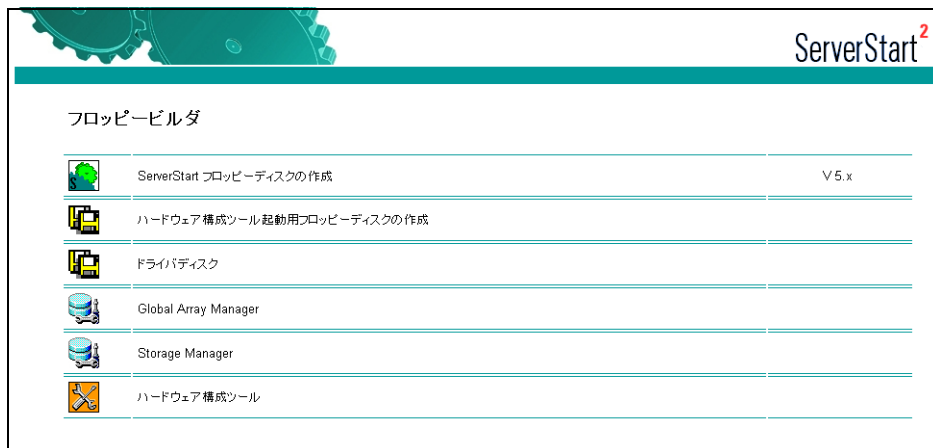 ServerStart2
フロッピービルダ
ServerStart フロッピーディスクの作成 V 5.x
ハードウェア構成ツール起動用フロッピーディスクの作成
ドライバディスク
Global Array Manager
Storage Manager
ハードウェア構成ツール